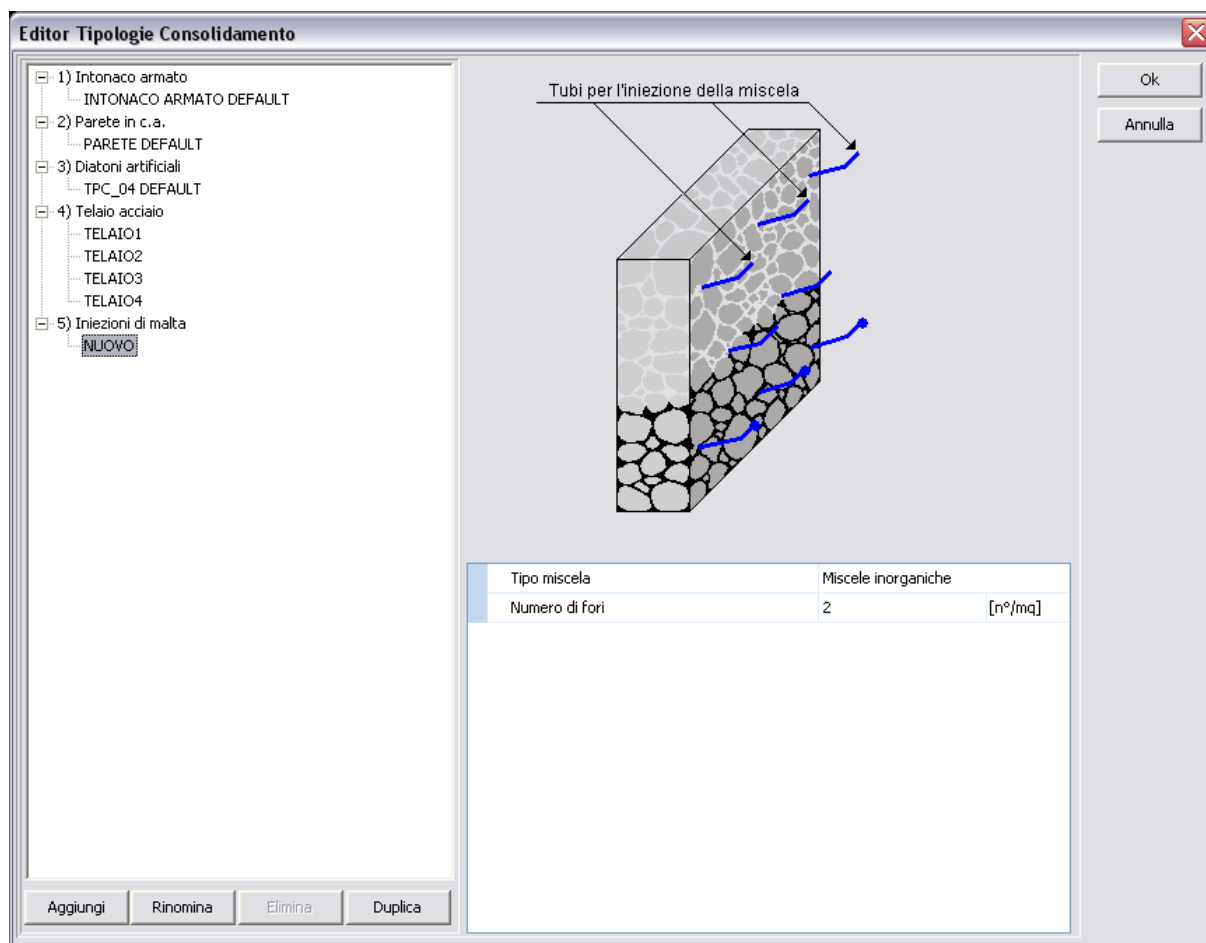 Editor Tipologie Consolidamento
1) Intonaco armato
INTONACO ARMATO DEFAULT
2) Parete in c.a.
PARETE DEFAULT
3) Diatoni artificiali
TPC_04 DEFAULT
4) Telaio acciaio
TELAIO1
TELAIO2
TELAIO3
TELAIO4
5) Iniezioni di malta
NUOVO
Aggiungi Rinomina Elimina Duplica
Tubi per l'iniezione della miscela
Tipo miscela Miscele inorganiche
Numero di fori 2 [n°/mq]
Ok
Annulla